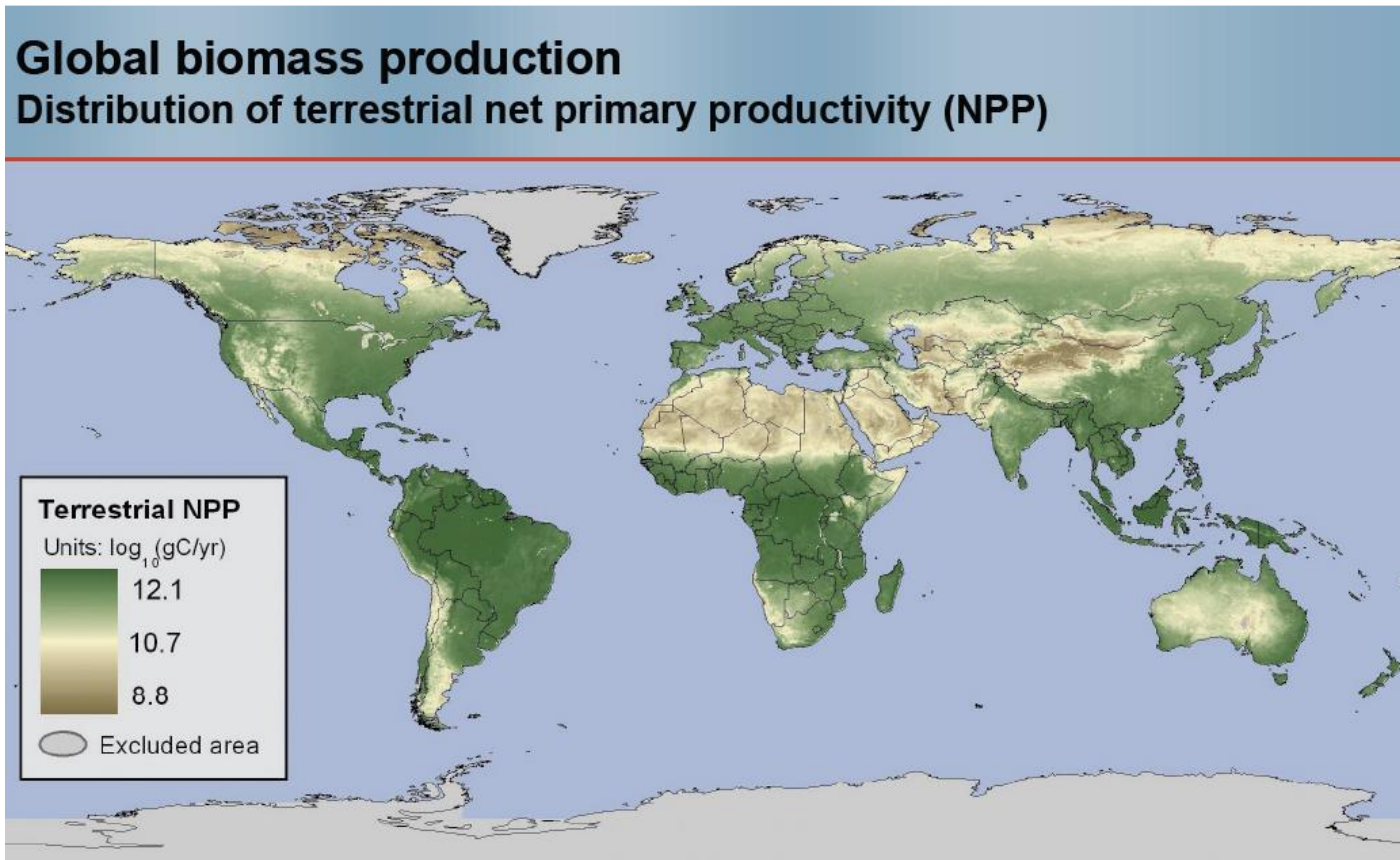 Global biomass production
Distribution of terrestrial net primary productivity (NPP)
Terrestrial NPP
Units: log₁₀(gC/yr)
12.1
10.7
8.8
Excluded area